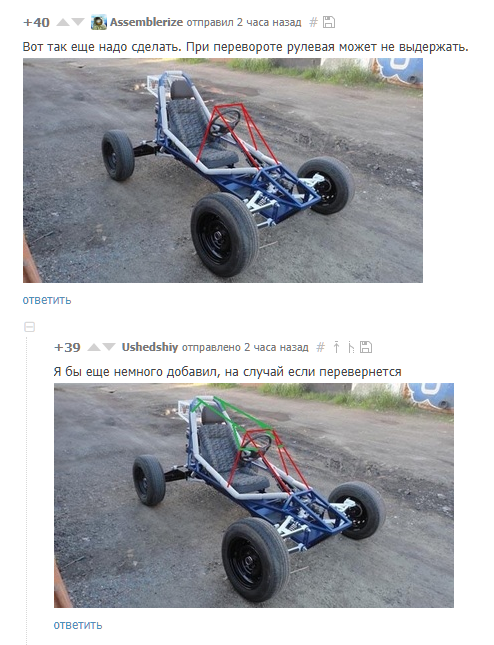 +40 Assemblerize отправил 2 часа назад #
Вот так еще надо сделать. При перевороте рулевая может не выдержать.
ответить
+39 Ushedshiy отправлено 2 часа назад #
Я бы еще немного добавил, на случай если перевернется
ответить